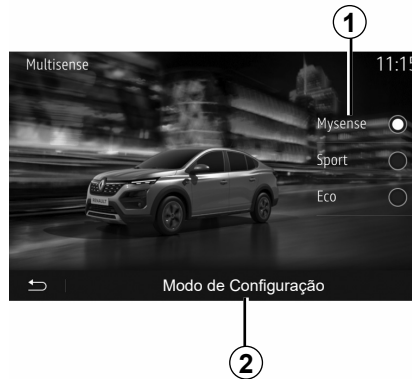 1
Multisense 11:15
Mysense
Sport
Eco
Modo de Configuração
2